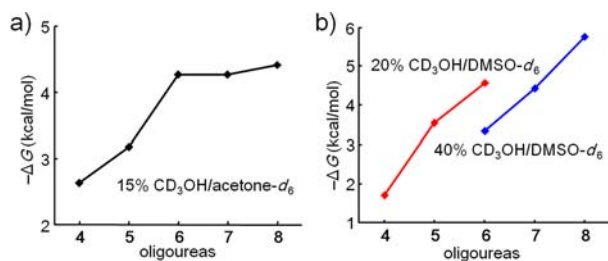 a)
5
4
3
2
−ΔG (kcal/mol)
15% CD₃OH/acetone-d₆
4 5 6 7 8
oligoureas
b)
6
5
4
3
2
1
−ΔG (kcal/mol)
20% CD₃OH/DMSO-d₆
40% CD₃OH/DMSO-d₆
4 5 6 7 8
oligoureas